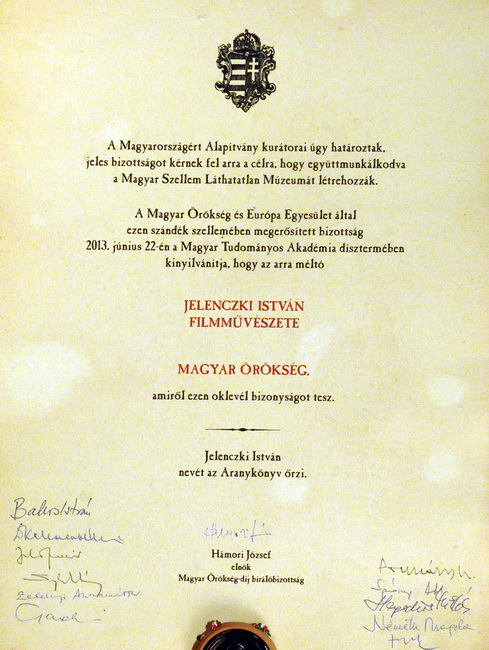 A Magyarországért Alapítvány kurátorai úgy határoztak,
jeles bizottságot kérnek fel arra a célra, hogy együttmunkálkodva
a Magyar Szellem Láthatatlan Múzeumát létrehozzák.
A Magyar Örökség és Európa Egyesület által
ezen szándék szellemében megerősített bizottság
2013. június 22-én a Magyar Tudományos Akadémia dísztermében
kinyilvánítja, hogy az arra méltó
JELENCZKI ISTVÁN
FILMMŰVÉSZETE
MAGYAR ÖRÖKSÉG,
amiről ezen oklevél bizonyságot tesz.
Jelenczki István
nevét az Aranykönyv őrzi.
Hámori József
elnök
Magyar Örökség-díj bírálóbizottság
Németh Magda